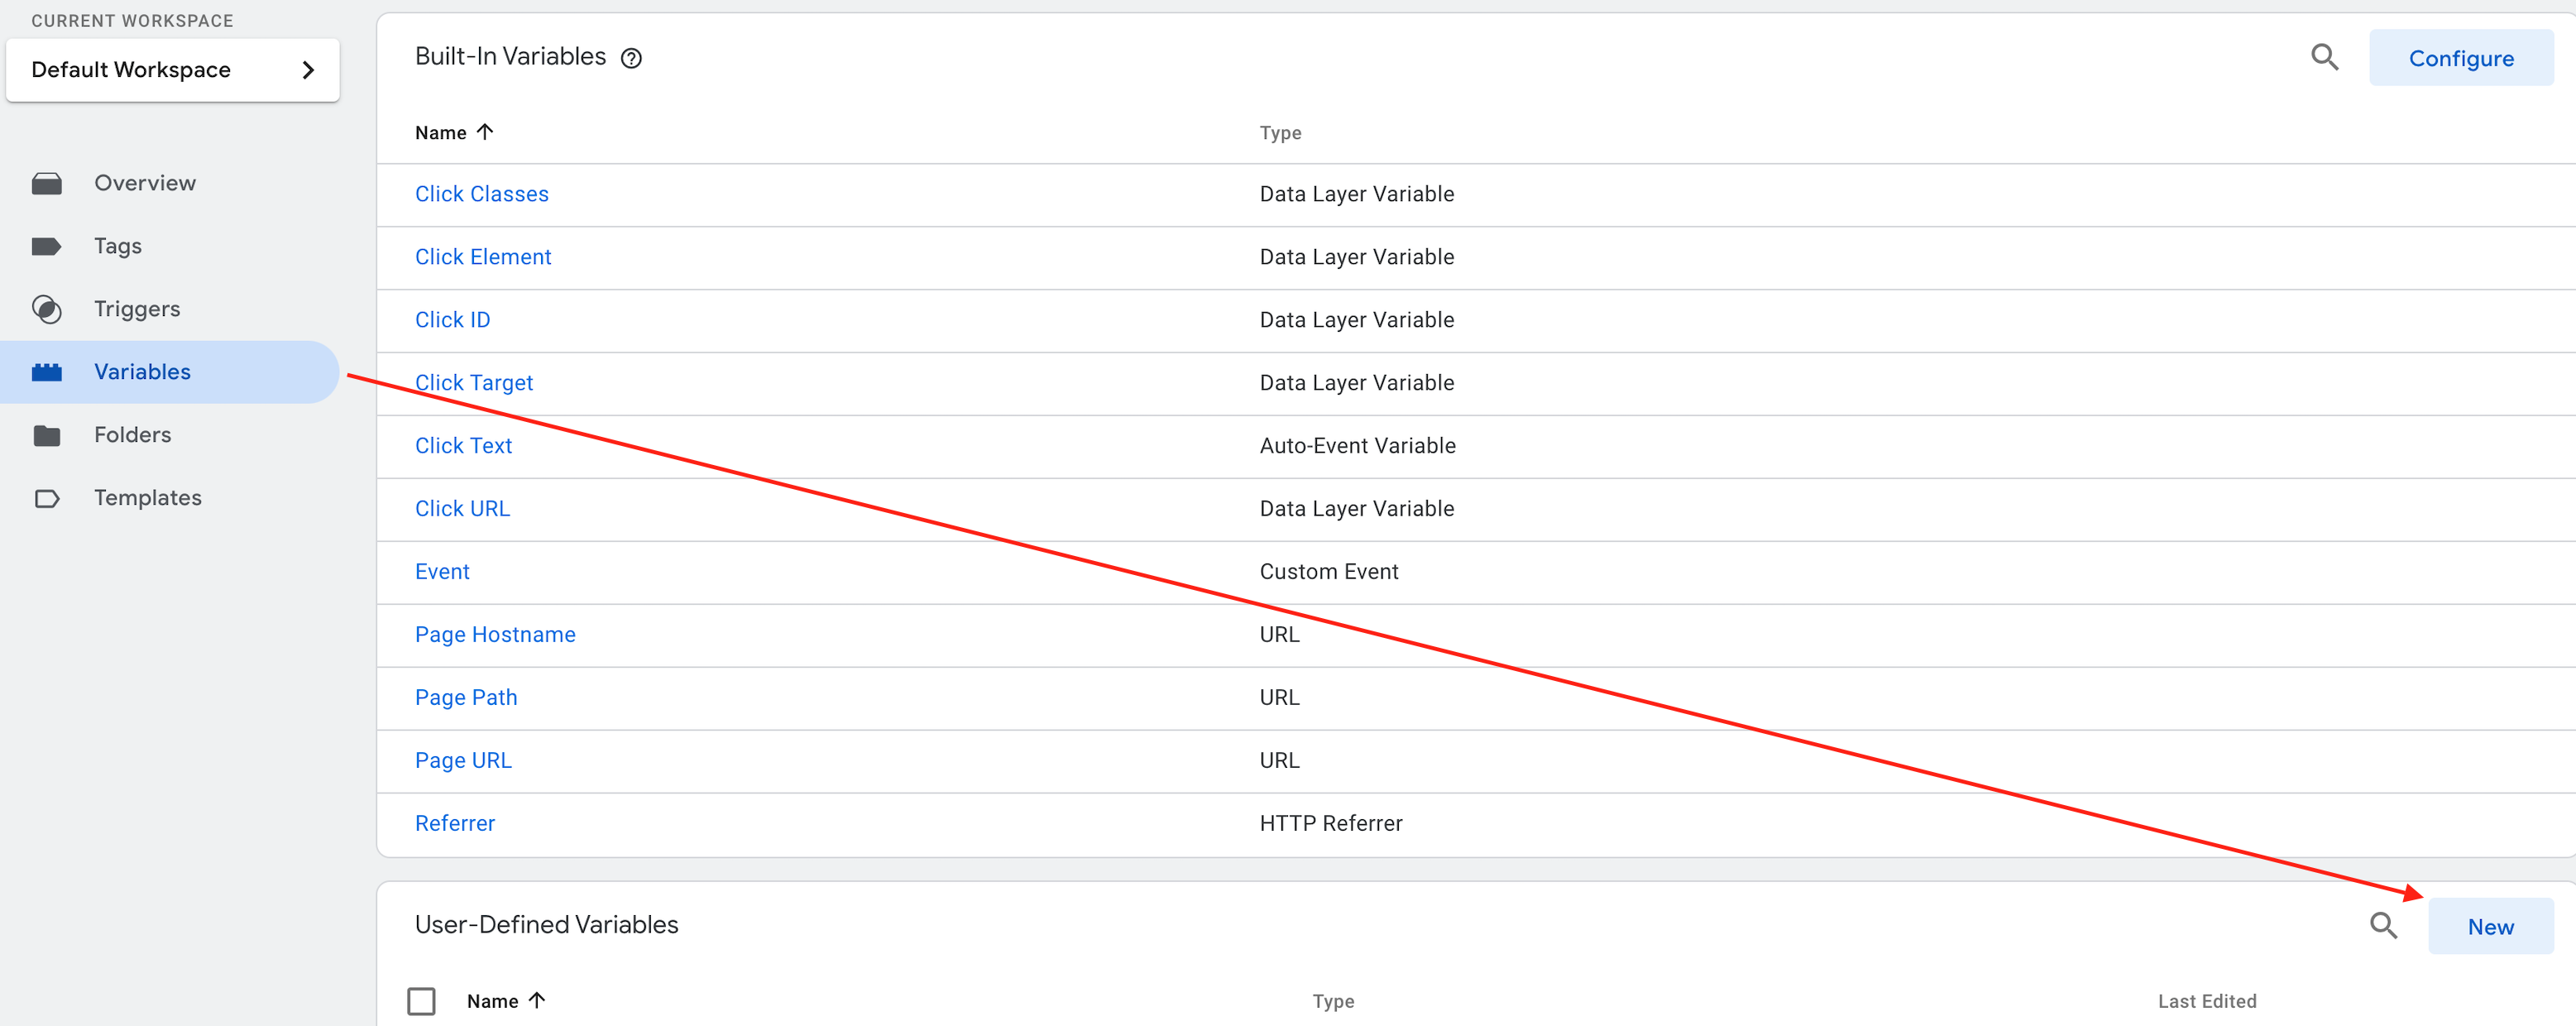 CURRENT WORKSPACE
Default Workspace
Overview
Tags
Triggers
Variables
Folders
Templates
Built-In Variables
Configure
Name Type
Click Classes Data Layer Variable
Click Element Data Layer Variable
Click ID Data Layer Variable
Click Target Data Layer Variable
Click Text Auto-Event Variable
Click URL Data Layer Variable
Event Custom Event
Page Hostname URL
Page Path URL
Page URL URL
Referrer HTTP Referrer
User-Defined Variables
New
Name Type Last Edited